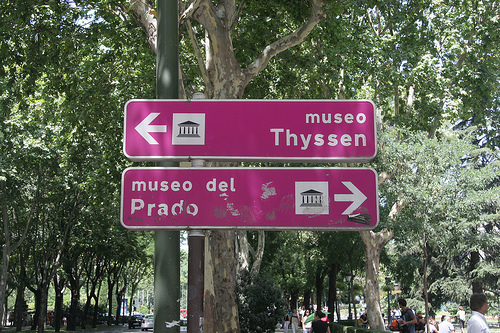 museo
Thyssen
museo del
Prado